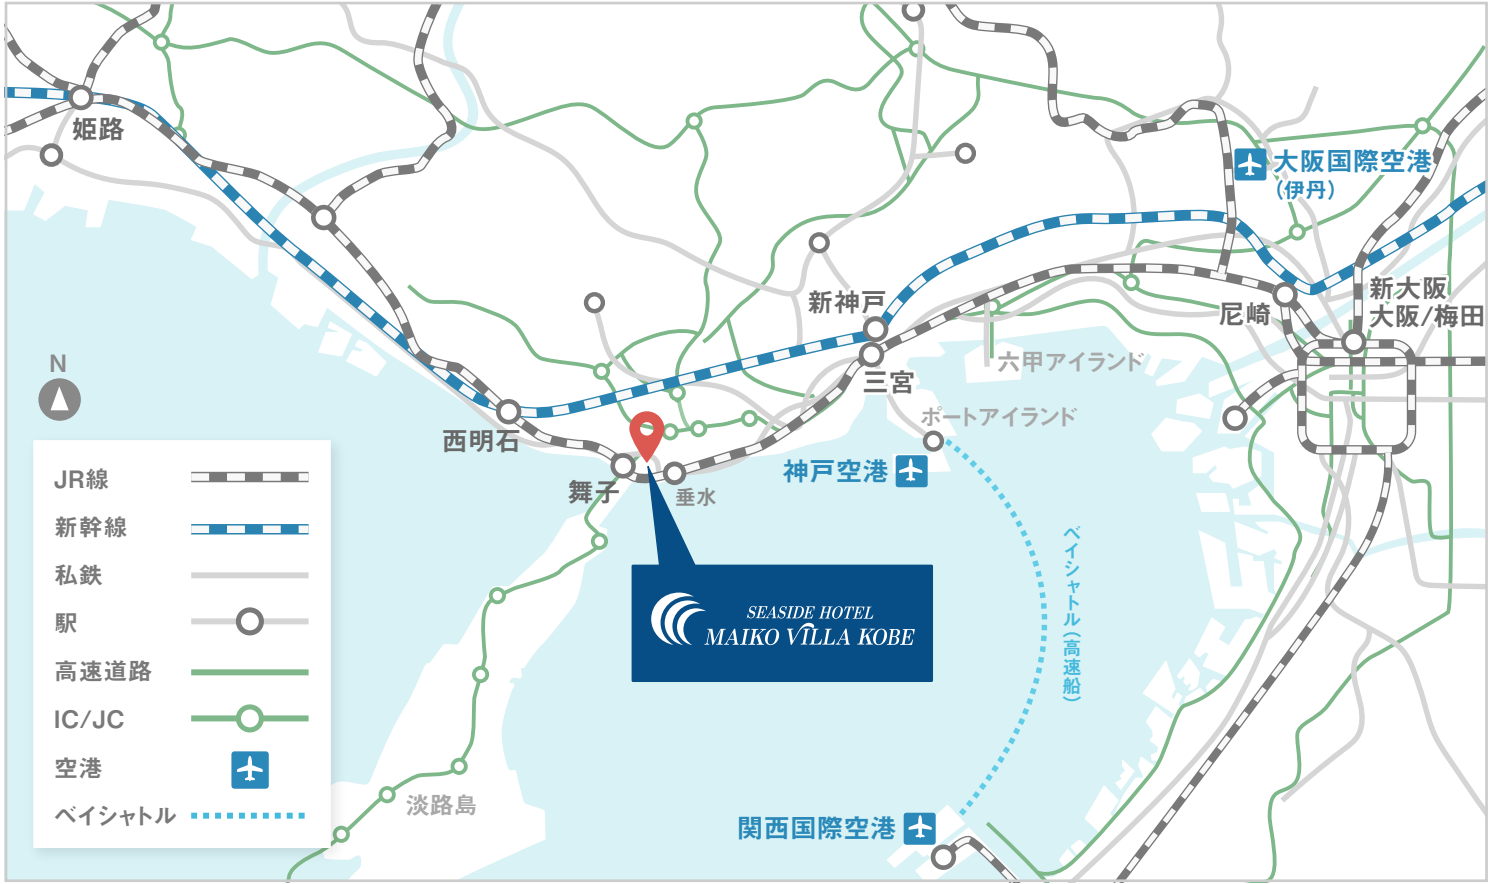 姫路
大阪国際空港
(伊丹)
新神戸
尼崎
新大阪
大阪/梅田
六甲アイランド
三宮
ポートアイランド
西明石
神戸空港
舞子
垂水
N
JR線
新幹線
私鉄
駅
高速道路
IC/JC
空港
ベイシャトル
SEASIDE HOTEL
MAIKO VILLA KOBE
ベイシャトル(高速船)
淡路島
関西国際空港